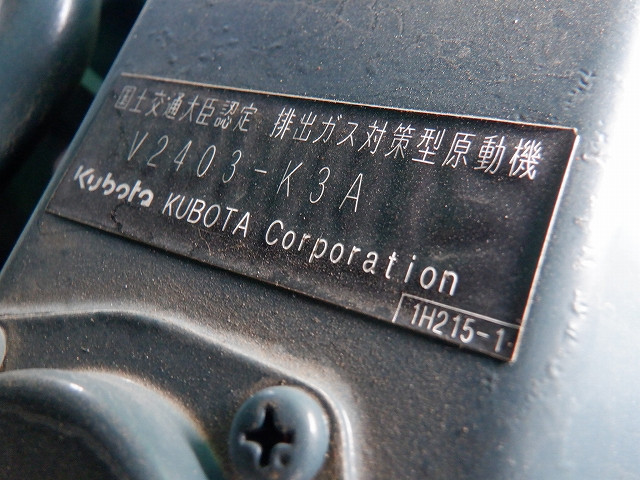 国土交通大臣認定 排出ガス対策型原動機
V2403-K3A
Kubota KUBOTA Corporation
1H215-1